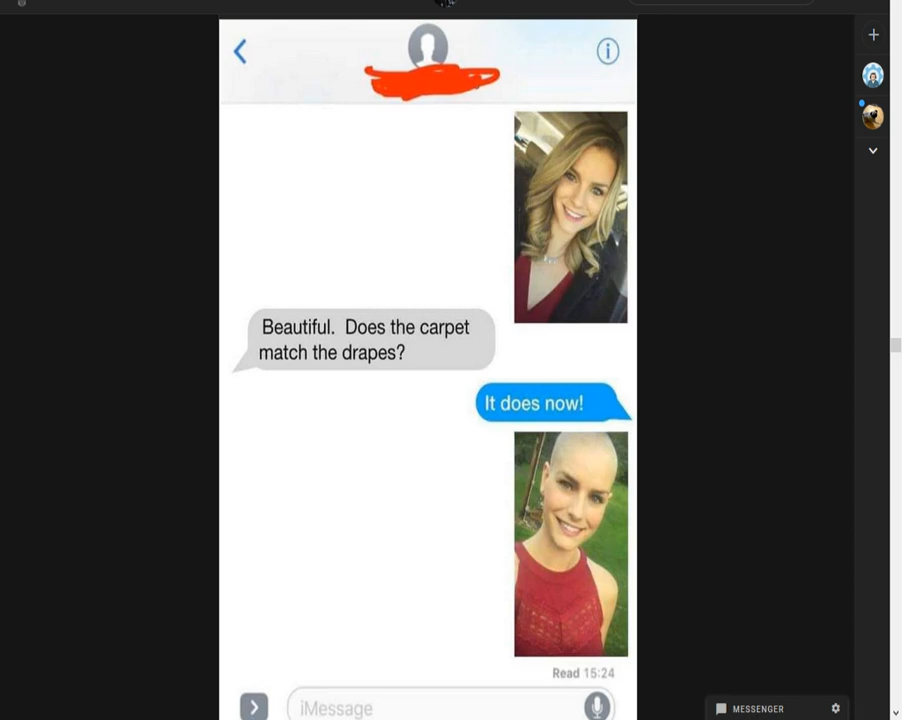 Beautiful.  Does the carpet
match the drapes?
It does now!
Read 15:24
iMessage
MESSENGER